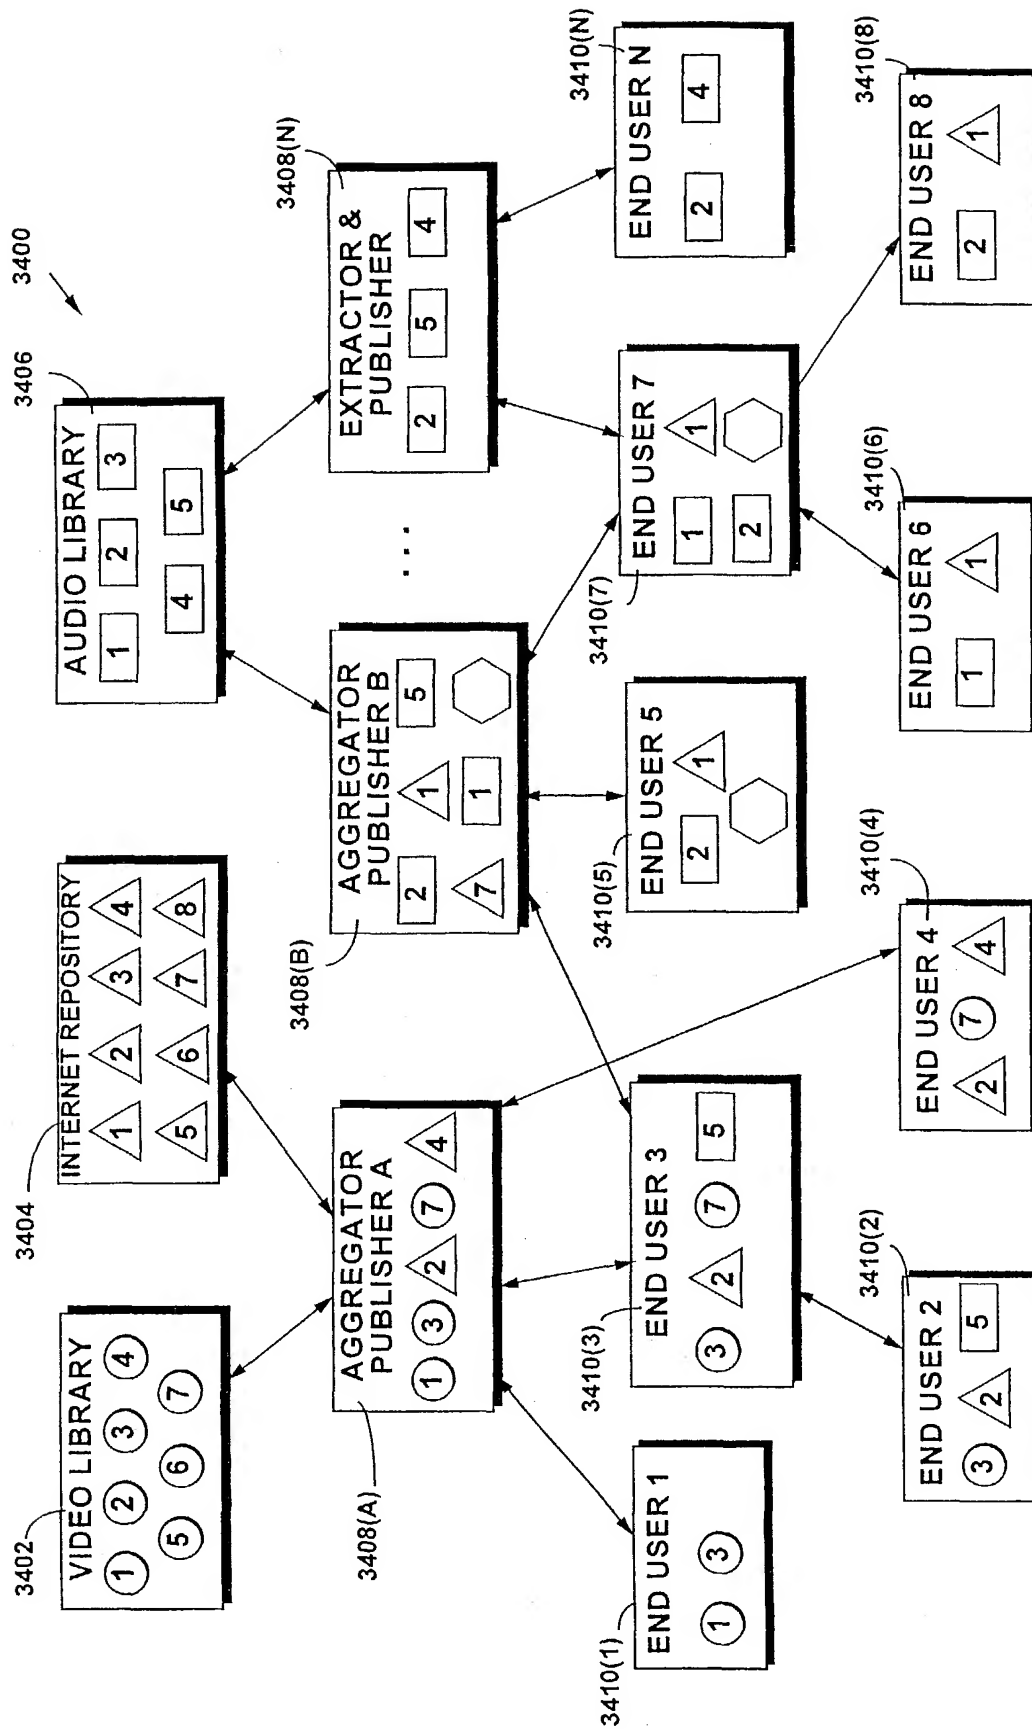 3400
3402
VIDEO LIBRARY
1 2 3 4
5 6 7
3404
INTERNET REPOSITORY
1 2 3 4
5 6 7 8
3406
AUDIO LIBRARY
1 2 3
4 5
3408(A)
AGGREGATOR
PUBLISHER A
1 3 2 7 4
3408(B)
AGGREGATOR
PUBLISHER B
2 1 5
7 1
...
3408(N)
EXTRACTOR &
PUBLISHER
2 5 4
3410(1)
END USER 1
1 3
3410(3)
END USER 3
3 2 7 5
3410(5)
END USER 5
2 1
3410(7)
END USER 7
1 1
2
3410(N)
END USER N
2 4
3410(2)
END USER 2
3 2 5
3410(4)
END USER 4
2 7 4
3410(6)
END USER 6
1 1
3410(8)
END USER 8
2 1